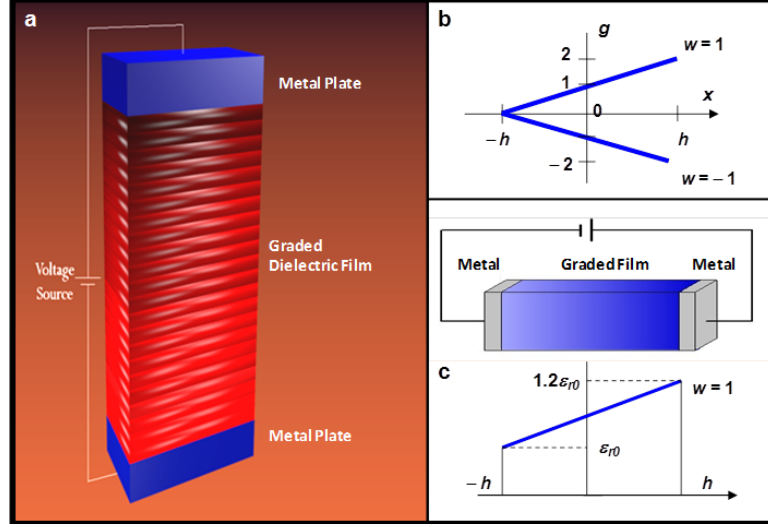 a
Metal Plate
Graded
Dielectric Film
Voltage
Source
Metal Plate
b
g
2
w = 1
1
0
x
− h
h
− 2
w = − 1
Metal
Graded Film
Metal
c
1.2εr0
w = 1
εr0
− h
h